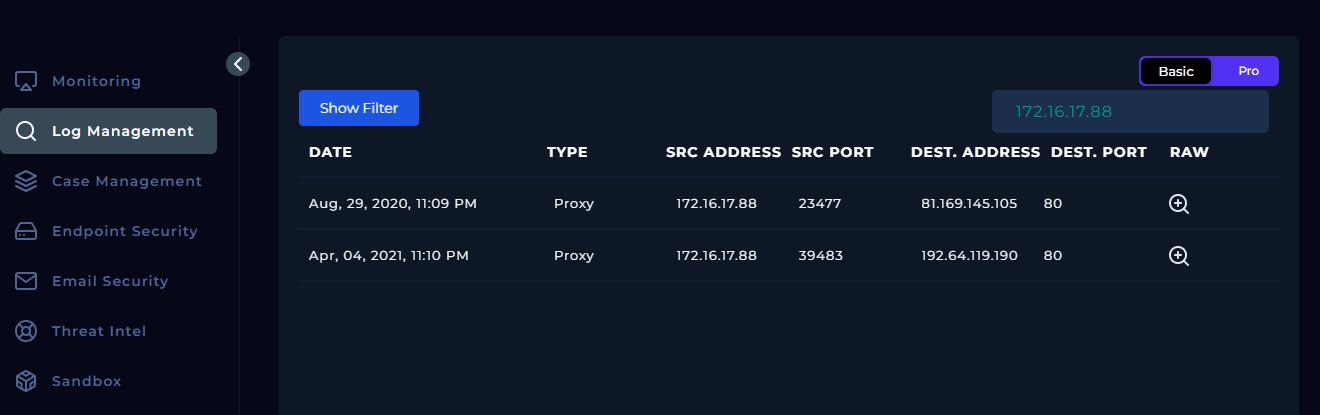 Monitoring
Log Management
Case Management
Endpoint Security
Email Security
Threat Intel
Sandbox
Basic Pro
Show Filter
172.16.17.88
DATE TYPE SRC ADDRESS SRC PORT DEST. ADDRESS DEST. PORT RAW
Aug, 29, 2020, 11:09 PM Proxy 172.16.17.88 23477 81.169.145.105 80
Apr, 04, 2021, 11:10 PM Proxy 172.16.17.88 39483 192.64.119.190 80